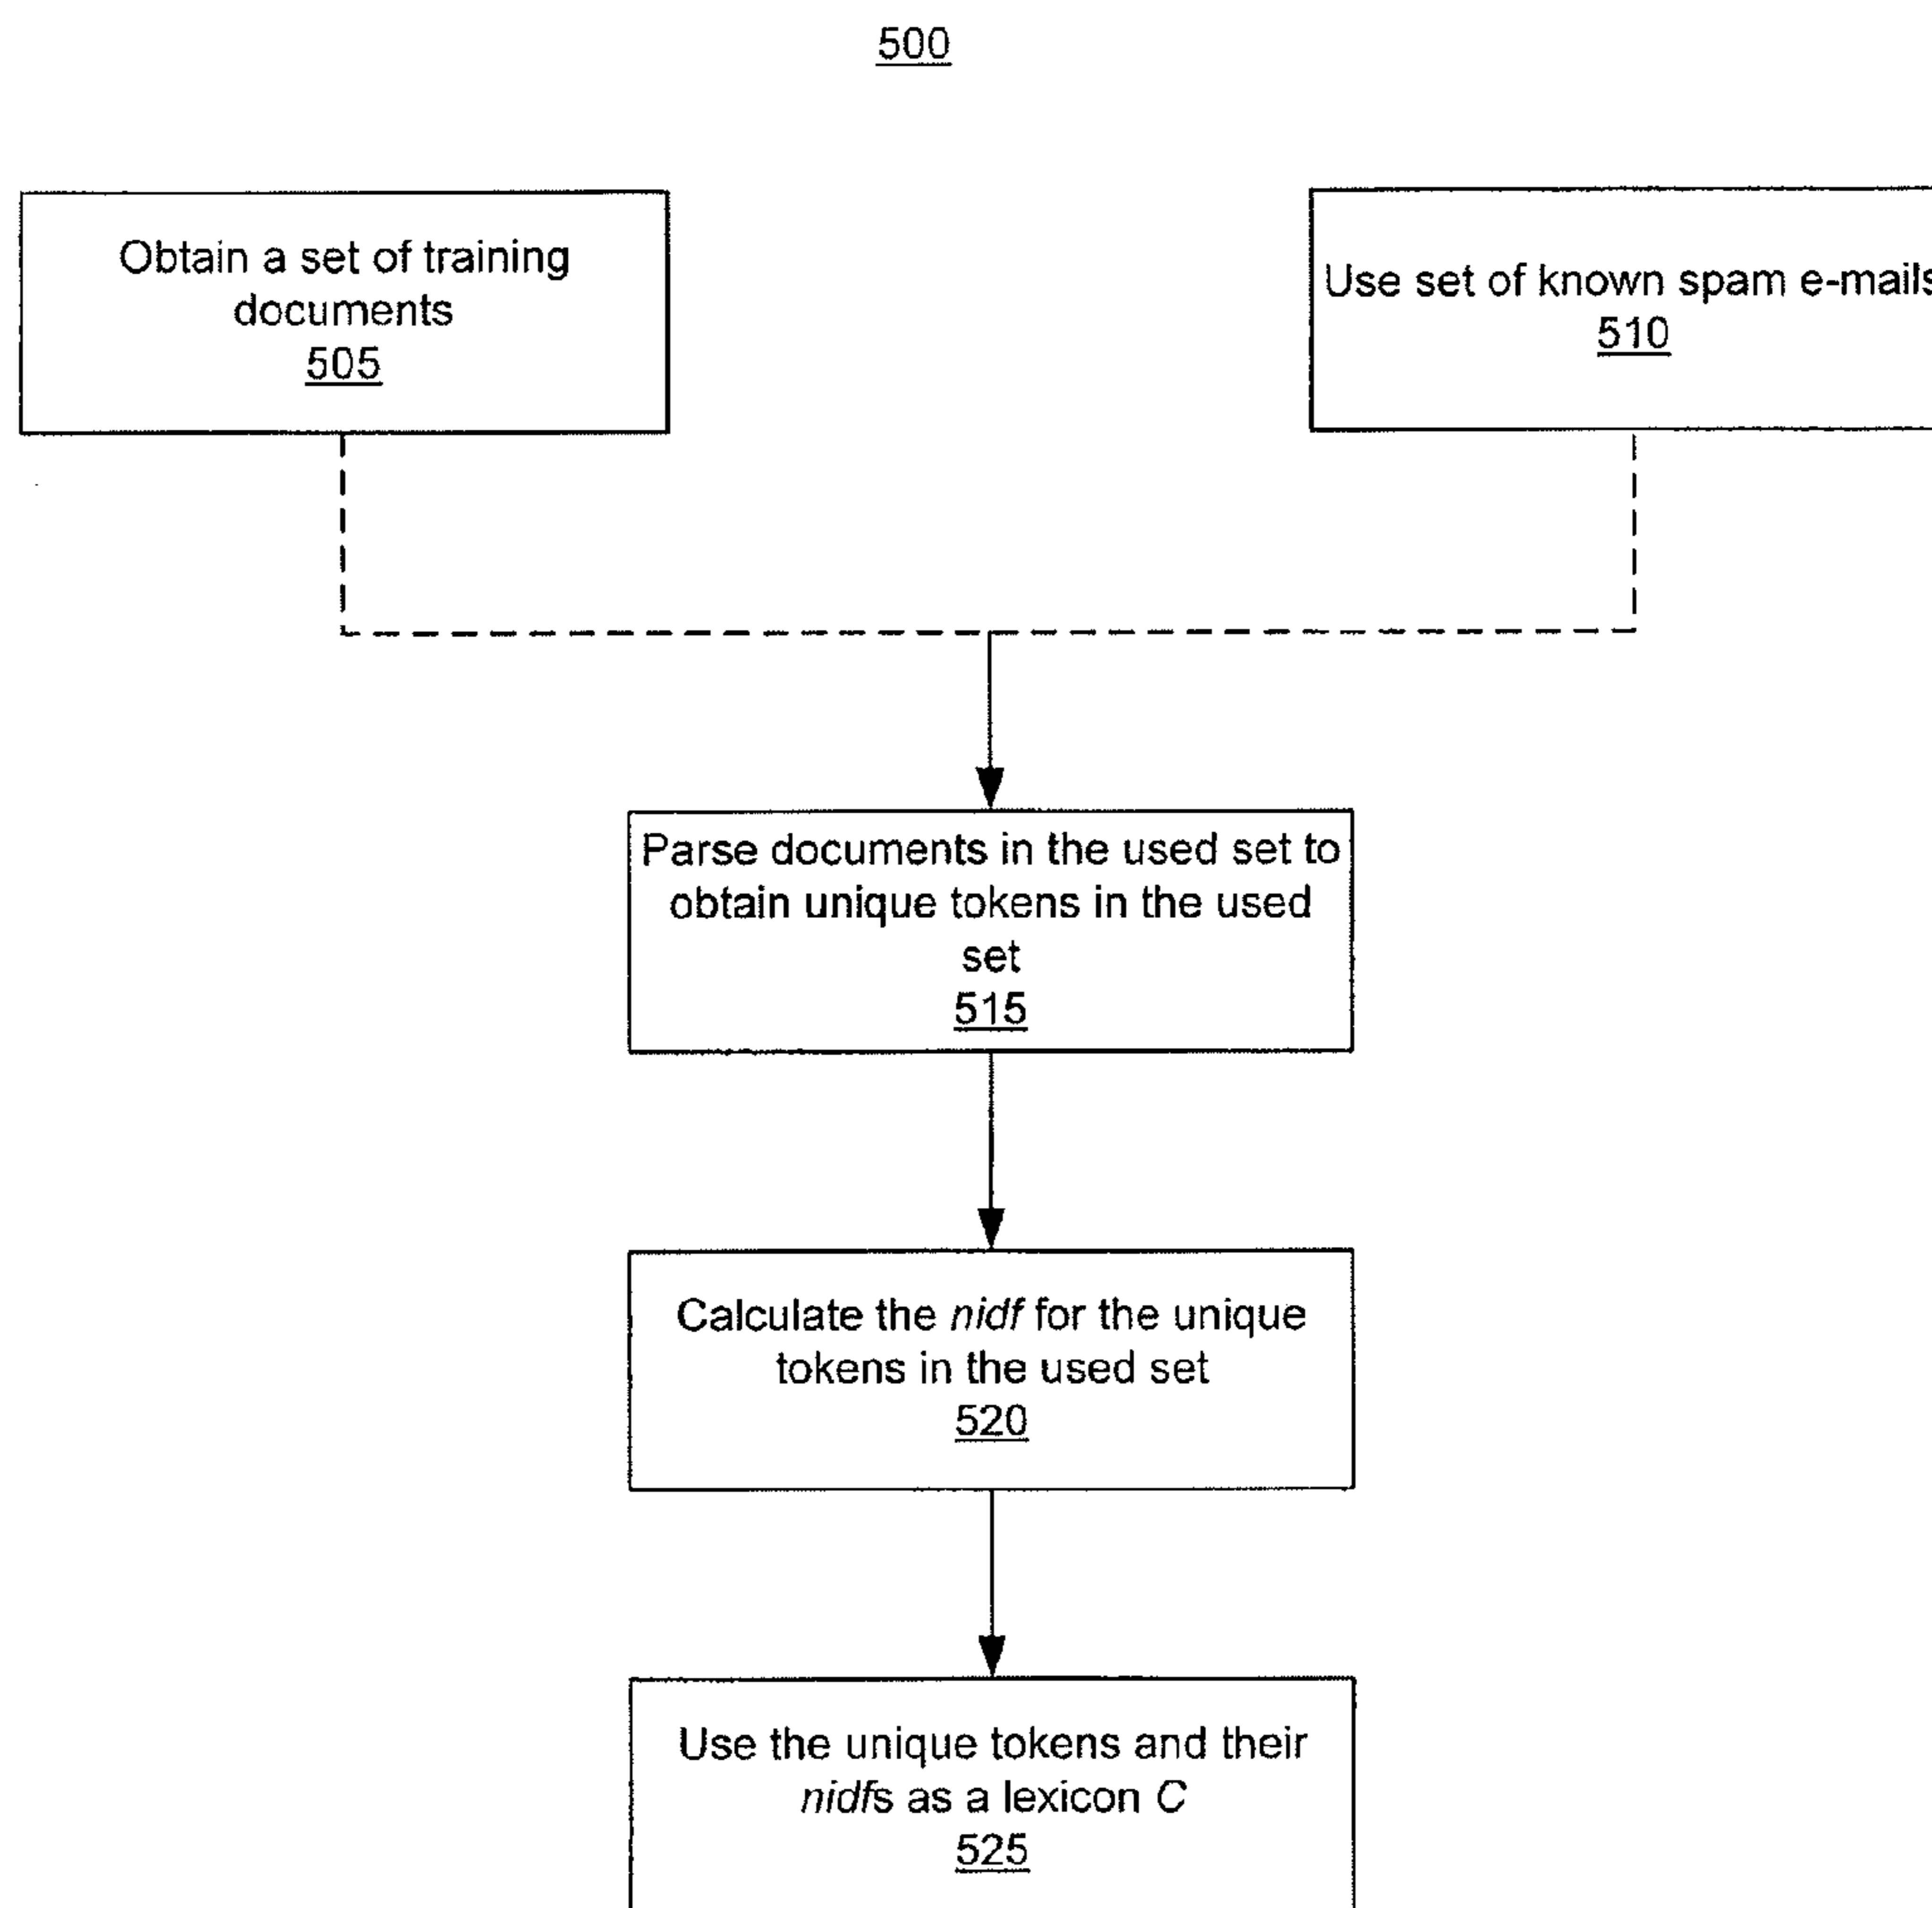 500
Obtain a set of training
documents
505
Use set of known spam e-mails
510
Parse documents in the used set to
obtain unique tokens in the used
set
515
Calculate the nidf for the unique
tokens in the used set
520
Use the unique tokens and their
nidfs as a lexicon C
525